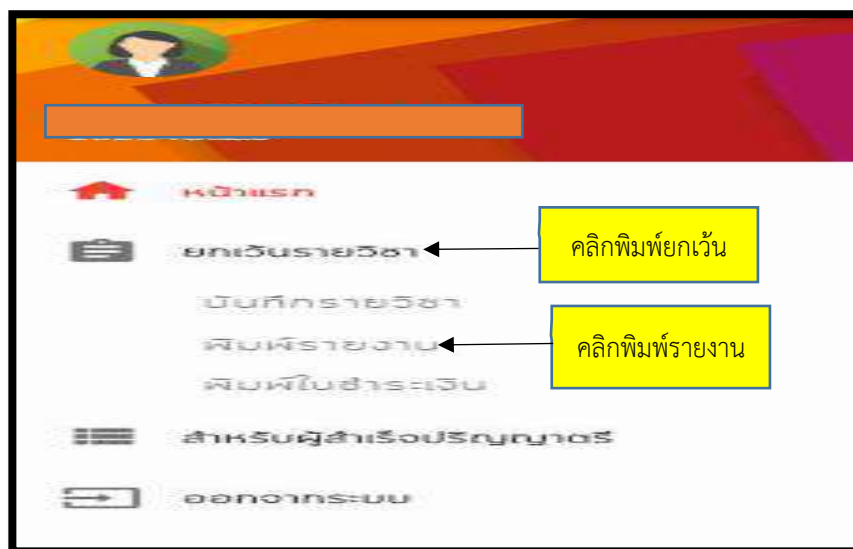 หน้าแรก
ยกเว้นรายวิชา
คลิกพิมพ์ยกเว้น
บันทึกรายวิชา
พิมพ์รายงาน
คลิกพิมพ์รายงาน
พิมพ์ใบชำระเงิน
สำหรับผู้สำเร็จปริญญาตรี
ออกจากระบบ